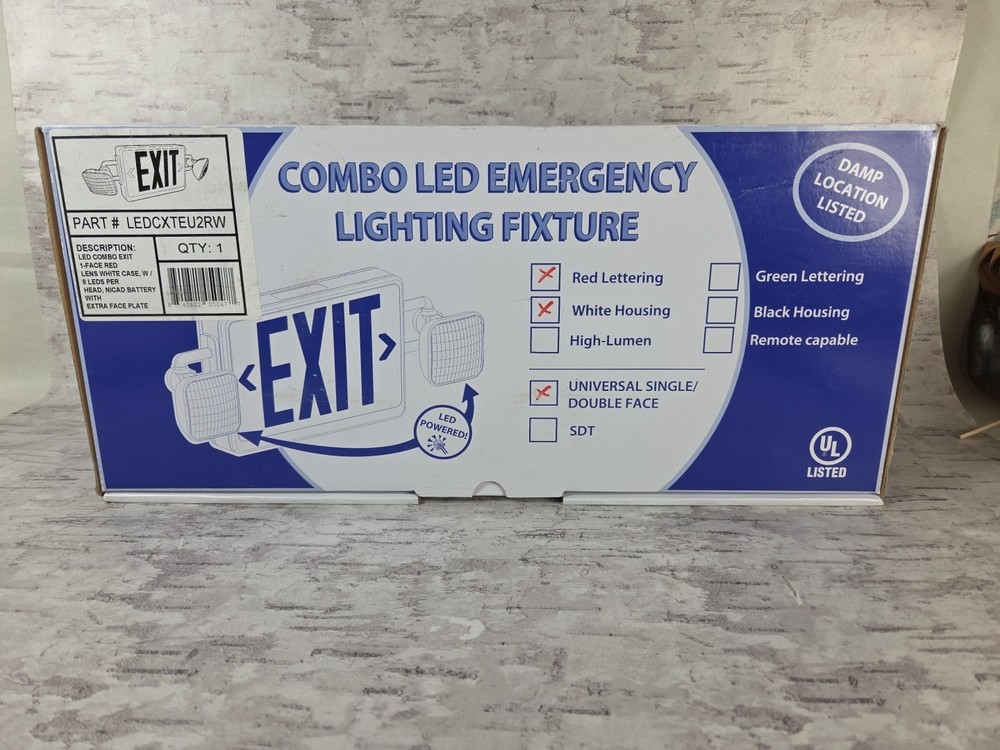 EXIT
PART # LEDCXTEU2RW
DESCRIPTION:
LED COMBO EXIT
1-FACE RED
LENS WHITE CASE, W /
8 LEDS PER
HEAD, NICAD BATTERY
WITH
EXTRA FACE PLATE
QTY: 1
COMBO LED EMERGENCY
LIGHTING FIXTURE
DAMP
LOCATION
LISTED
Red Lettering
Green Lettering
White Housing
Black Housing
High-Lumen
Remote capable
UNIVERSAL SINGLE/
DOUBLE FACE
SDT
EXIT
LED
POWERED!
UL
LISTED